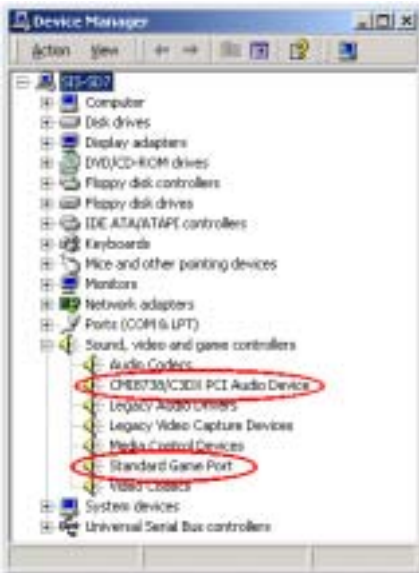 Device Manager
Action View
SIS-SD7
Computer
Disk drives
Display adapters
DVD/CD-ROM drives
Floppy disk controllers
Floppy disk drives
IDE ATA/ATAPI controllers
Keyboards
Mice and other pointing devices
Monitors
Network adapters
Ports (COM & LPT)
Sound, video and game controllers
Audio Codecs
CMI8738/C3DX PCI Audio Device
Legacy Audio Drivers
Legacy Video Capture Devices
Media Control Devices
Standard Game Port
Video Codecs
System devices
Universal Serial Bus controllers